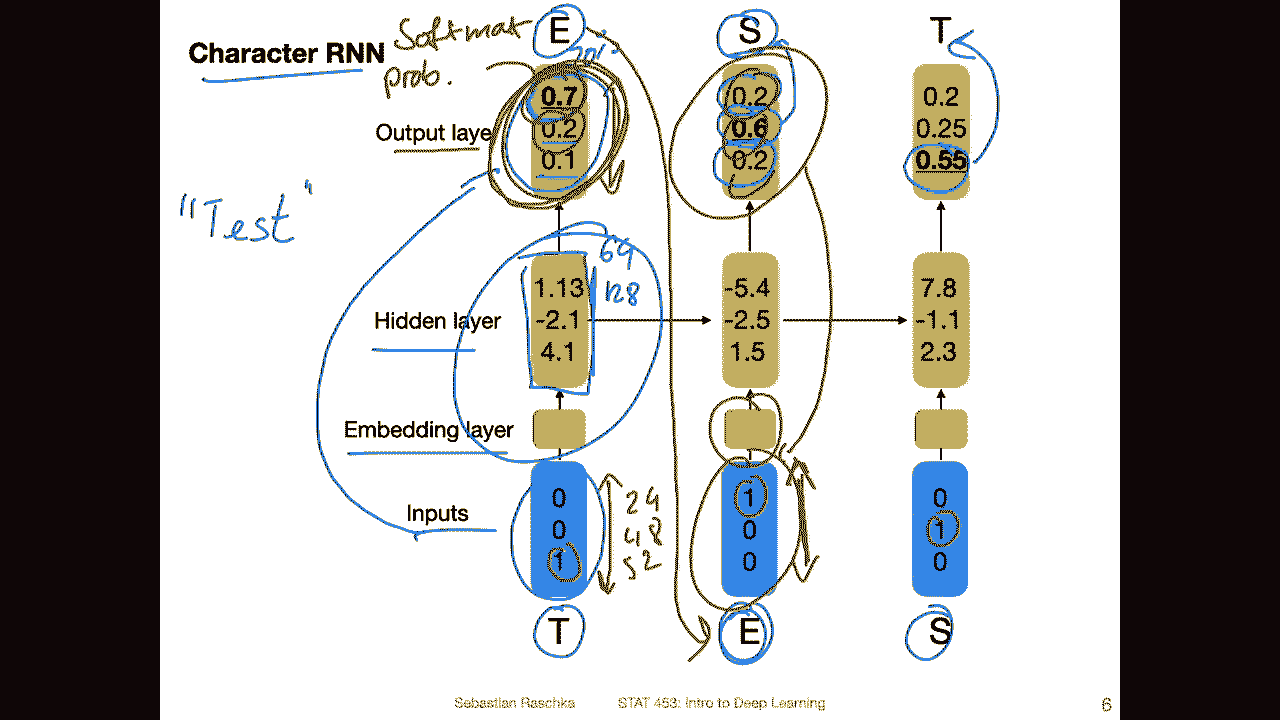 Character RNN
Softmax
prob.
E S T
0.7 0.2 0.2
Output laye 0.2 0.6 0.25
0.1 0.2 0.55
"Test"
64
128
1.13 -5.4 7.8
Hidden layer -2.1 -2.5 -1.1
4.1 1.5 2.3
Embedding layer
0 1 0
Inputs 0 0 1
1 0 0
24
48
52
T E S
Sebastian Raschka STAT 453: Intro to Deep Learning 6